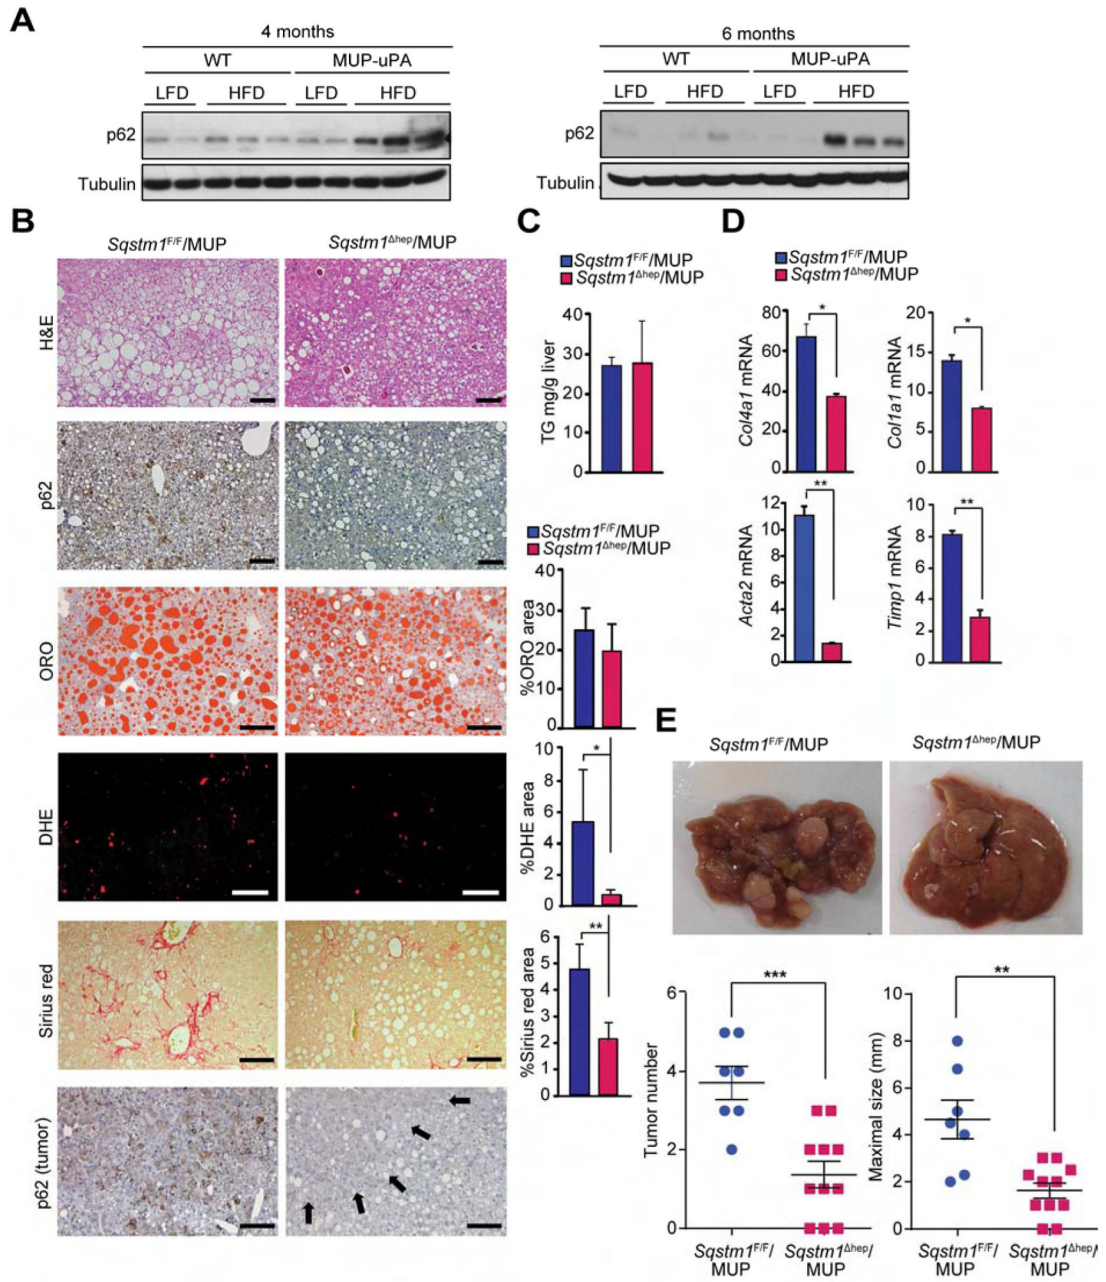 A
4 months
6 months
WT MUP-uPA
WT MUP-uPA
LFD HFD LFD HFD
LFD HFD LFD HFD
p62
p62
Tubulin
Tubulin
B
Sqstm1F/F/MUP Sqstm1Δhep/MUP
H&E
p62
ORO
DHE
Sirius red
p62 (tumor)
C
Sqstm1F/F/MUP
Sqstm1Δhep/MUP
TG mg/g liver
40
30
20
10
0
Sqstm1F/F/MUP
Sqstm1Δhep/MUP
%ORO area
40
30
20
10
0
%DHE area
10
8
6
4
2
0
*
%Sirius red area
6
5
4
3
2
1
0
**
D
Sqstm1F/F/MUP
Sqstm1Δhep/MUP
Col4a1 mRNA
80
60
40
20
0
*
Col1a1 mRNA
20
15
10
5
0
*
Acta2 mRNA
12
10
8
6
4
2
0
**
Timp1 mRNA
10
8
6
4
2
0
**
E
Sqstm1F/F/MUP Sqstm1Δhep/MUP
Tumor number
6
4
2
0
***
Sqstm1F/F/ Sqstm1Δhep/
MUP MUP
Maximal size (mm)
10
8
6
4
2
0
**
Sqstm1F/F/ Sqstm1Δhep/
MUP MUP